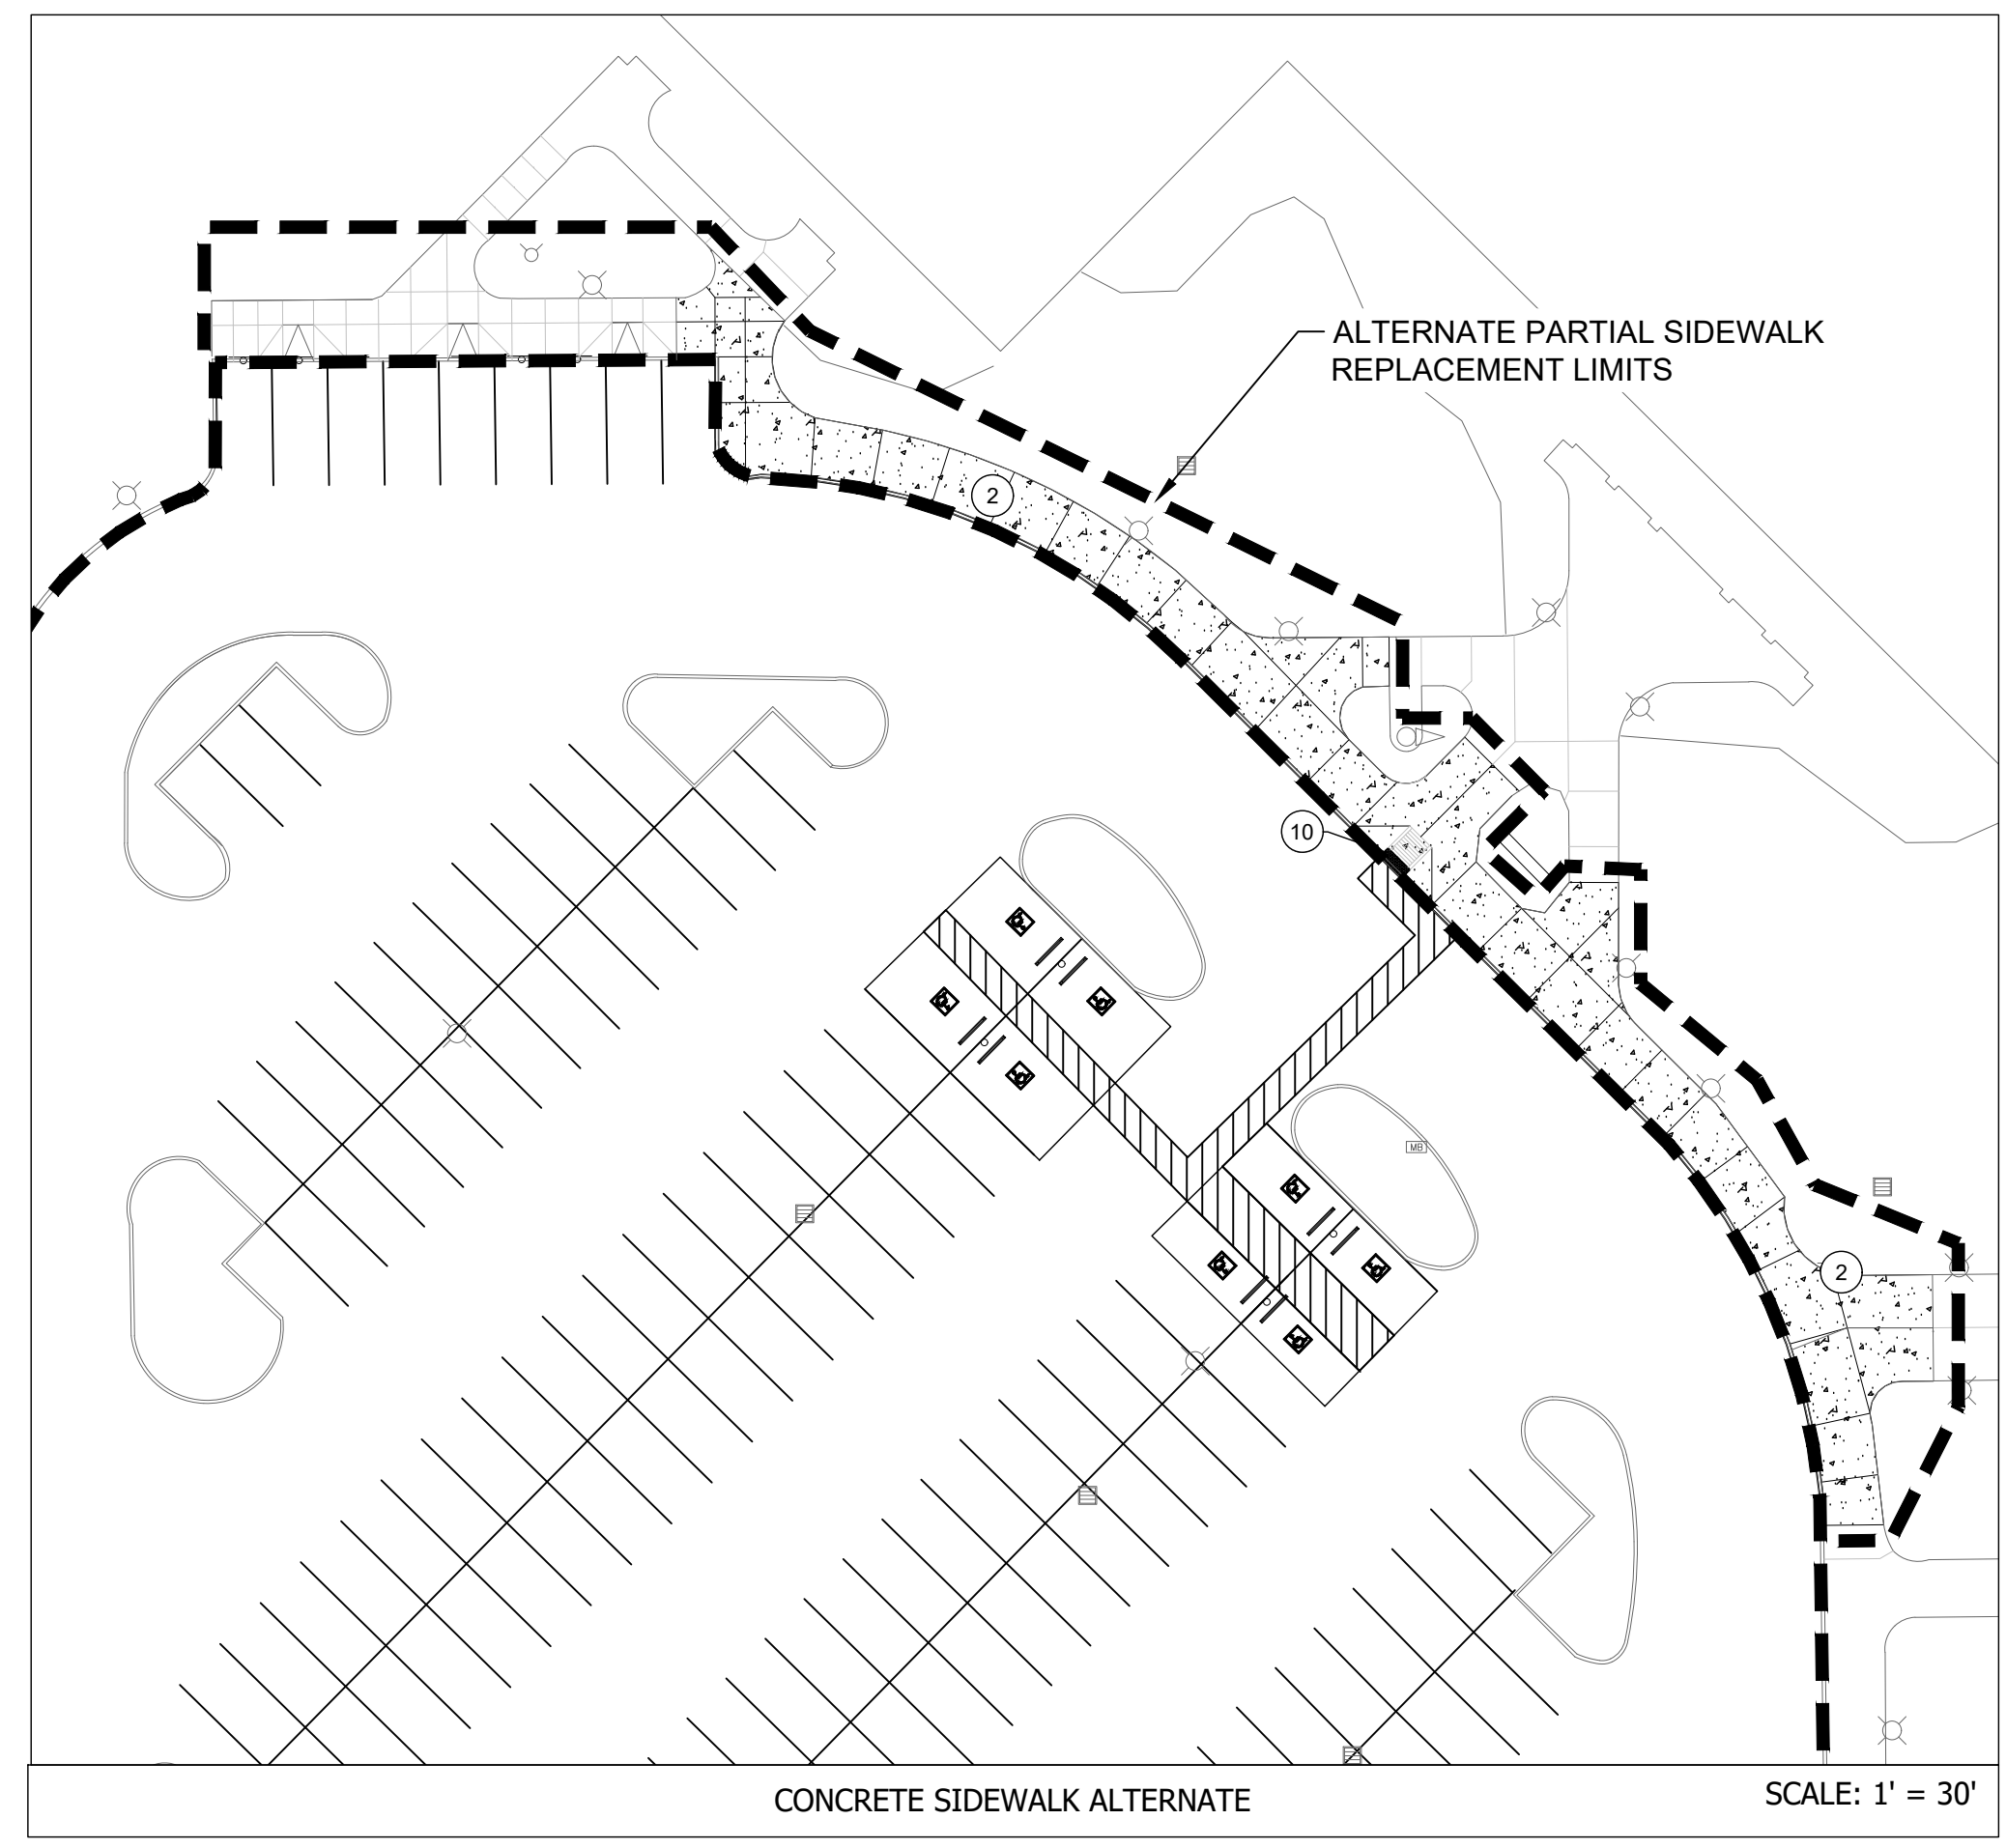 ALTERNATE PARTIAL SIDEWALK
REPLACEMENT LIMITS
2
10
MB
2
CONCRETE SIDEWALK ALTERNATE
SCALE: 1' = 30'